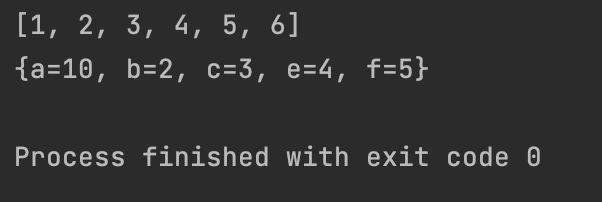 [1, 2, 3, 4, 5, 6]
{a=10, b=2, c=3, e=4, f=5}
Process finished with exit code 0